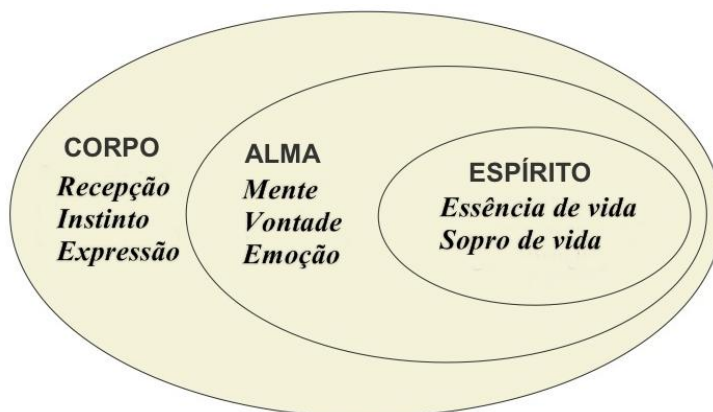 CORPO
Recepção
Instinto
Expressão
ALMA
Mente
Vontade
Emoção
ESPÍRITO
Essência de vida
Sopro de vida